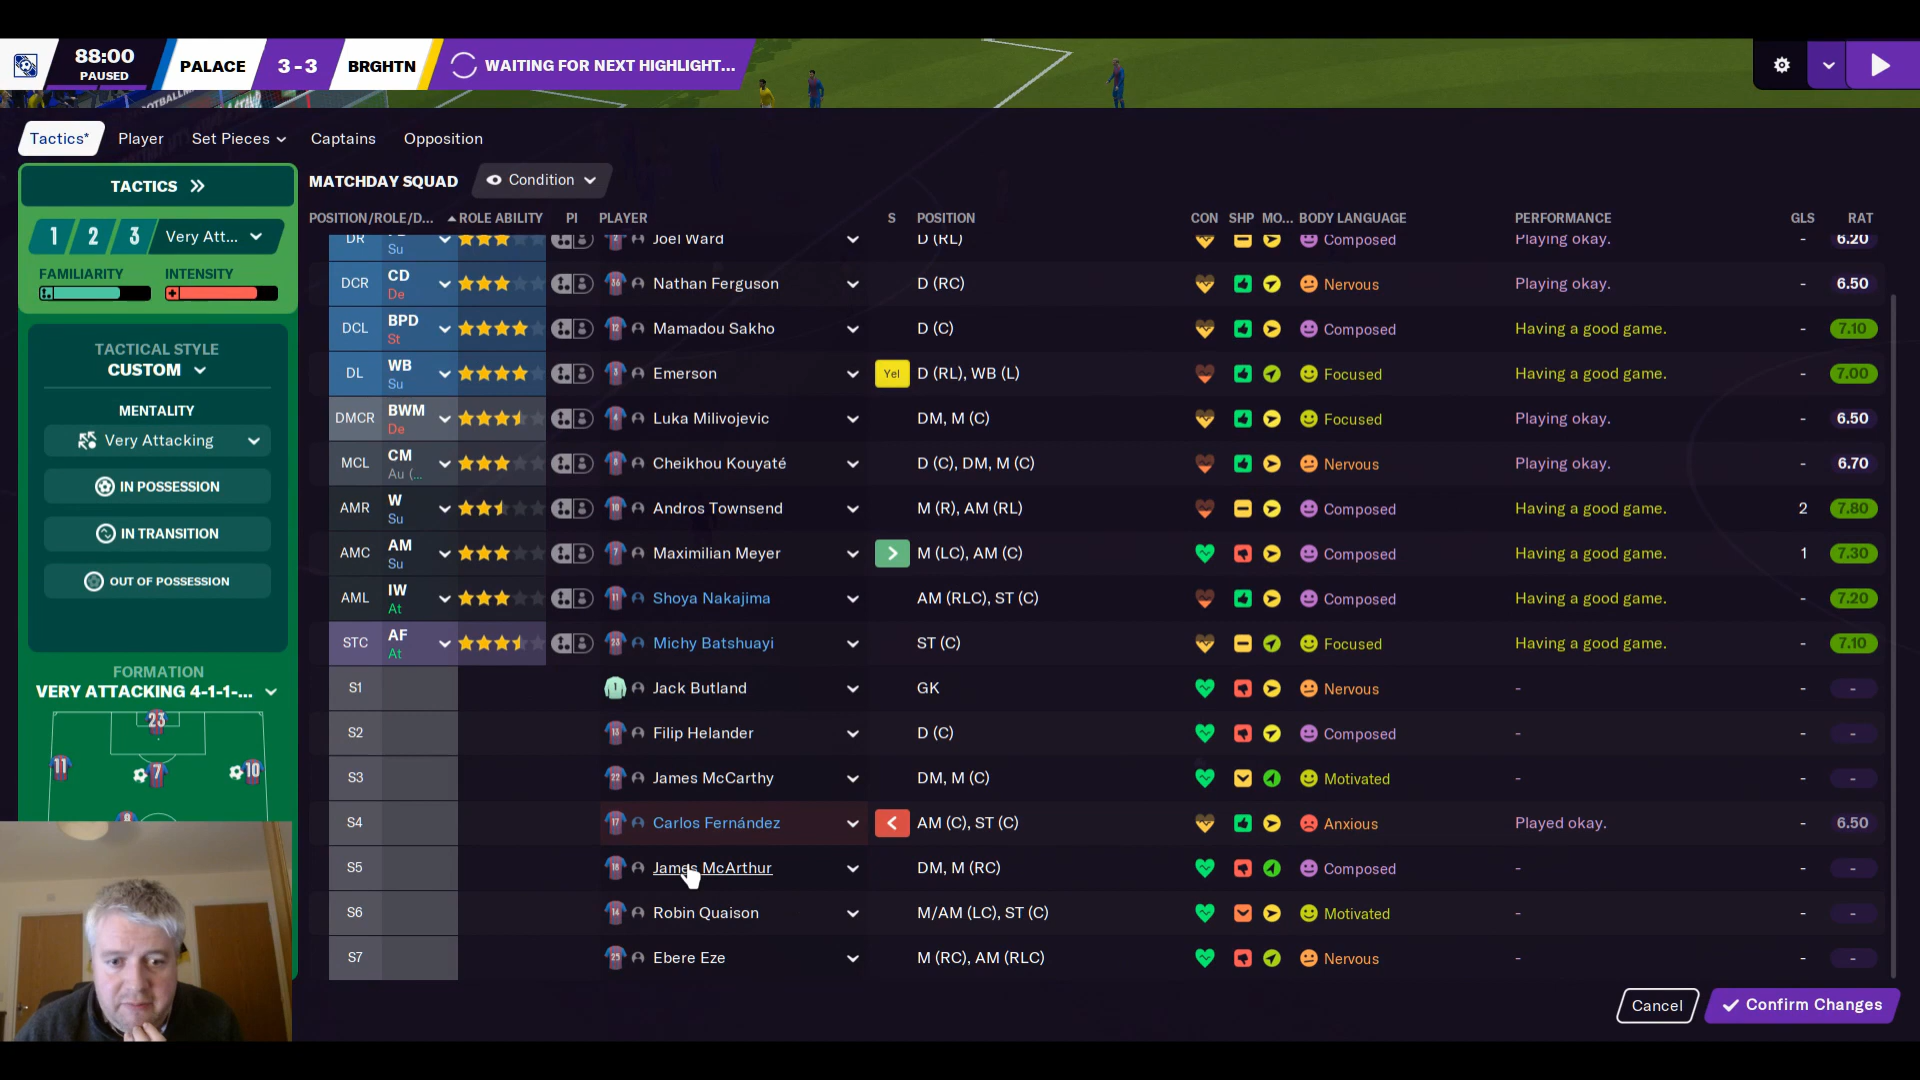 88:00
PAUSED
PALACE
3 - 3
BRGHTN
WAITING FOR NEXT HIGHLIGHT...
Tactics*
Player
Set Pieces
Captains
Opposition
TACTICS
1 2 3 Very Att...
FAMILIARITY INTENSITY
TACTICAL STYLE
CUSTOM
MENTALITY
Very Attacking
IN POSSESSION
IN TRANSITION
OUT OF POSSESSION
FORMATION
VERY ATTACKING 4-1-1-...
23
11 7 10
MATCHDAY SQUAD Condition
POSITION/ROLE/D... ROLE ABILITY PI PLAYER S POSITION CON SHP MO... BODY LANGUAGE PERFORMANCE GLS RAT
DR Su Joel Ward D (RL) Composed Playing okay. - 6.20
DCR CD De Nathan Ferguson D (RC) Nervous Playing okay. - 6.50
DCL BPD St Mamadou Sakho D (C) Composed Having a good game. - 7.10
DL WB Su Emerson Yel D (RL), WB (L) Focused Having a good game. - 7.00
DMCR BWM De Luka Milivojevic DM, M (C) Focused Playing okay. - 6.50
MCL CM Au (... Cheikhou Kouyaté D (C), DM, M (C) Nervous Playing okay. - 6.70
AMR W Su Andros Townsend M (R), AM (RL) Composed Having a good game. 2 7.80
AMC AM Su Maximilian Meyer M (LC), AM (C) Composed Having a good game. 1 7.30
AML IW At Shoya Nakajima AM (RLC), ST (C) Composed Having a good game. - 7.20
STC AF At Michy Batshuayi ST (C) Focused Having a good game. - 7.10
S1 Jack Butland GK Nervous - - -
S2 Filip Helander D (C) Composed - - -
S3 James McCarthy DM, M (C) Motivated - - -
S4 Carlos Fernández AM (C), ST (C) Anxious Played okay. - 6.50
S5 James McArthur DM, M (RC) Composed - - -
S6 Robin Quaison M/AM (LC), ST (C) Motivated - - -
S7 Ebere Eze M (RC), AM (RLC) Nervous - - -
Cancel
Confirm Changes